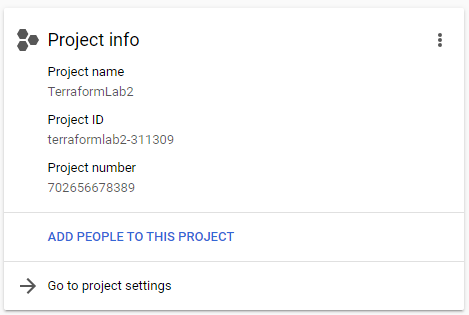 Project info
Project name
TerraformLab2
Project ID
terraformlab2-311309
Project number
702656678389
ADD PEOPLE TO THIS PROJECT
Go to project settings